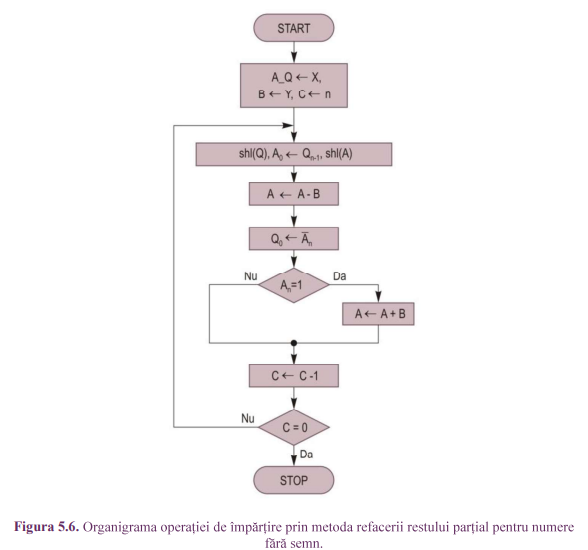 START
A_Q ← X,
B ← Y, C ← n
shl(Q), A₀ ← Qₙ₋₁, shl(A)
A ← A - B
Q₀ ← A̅ₙ
Nu
Aₙ=1
Da
A ← A + B
C ← C -1
Nu
C = 0
Da
STOP
Figura 5.6. Organigrama operației de împărțire prin metoda refacerii restului parțial pentru numere
fără semn.